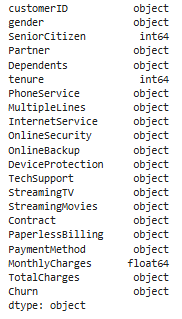 customerID object
gender object
SeniorCitizen int64
Partner object
Dependents object
tenure int64
PhoneService object
MultipleLines object
InternetService object
OnlineSecurity object
OnlineBackup object
DeviceProtection object
TechSupport object
StreamingTV object
StreamingMovies object
Contract object
PaperlessBilling object
PaymentMethod object
MonthlyCharges float64
TotalCharges object
Churn object
dtype: object